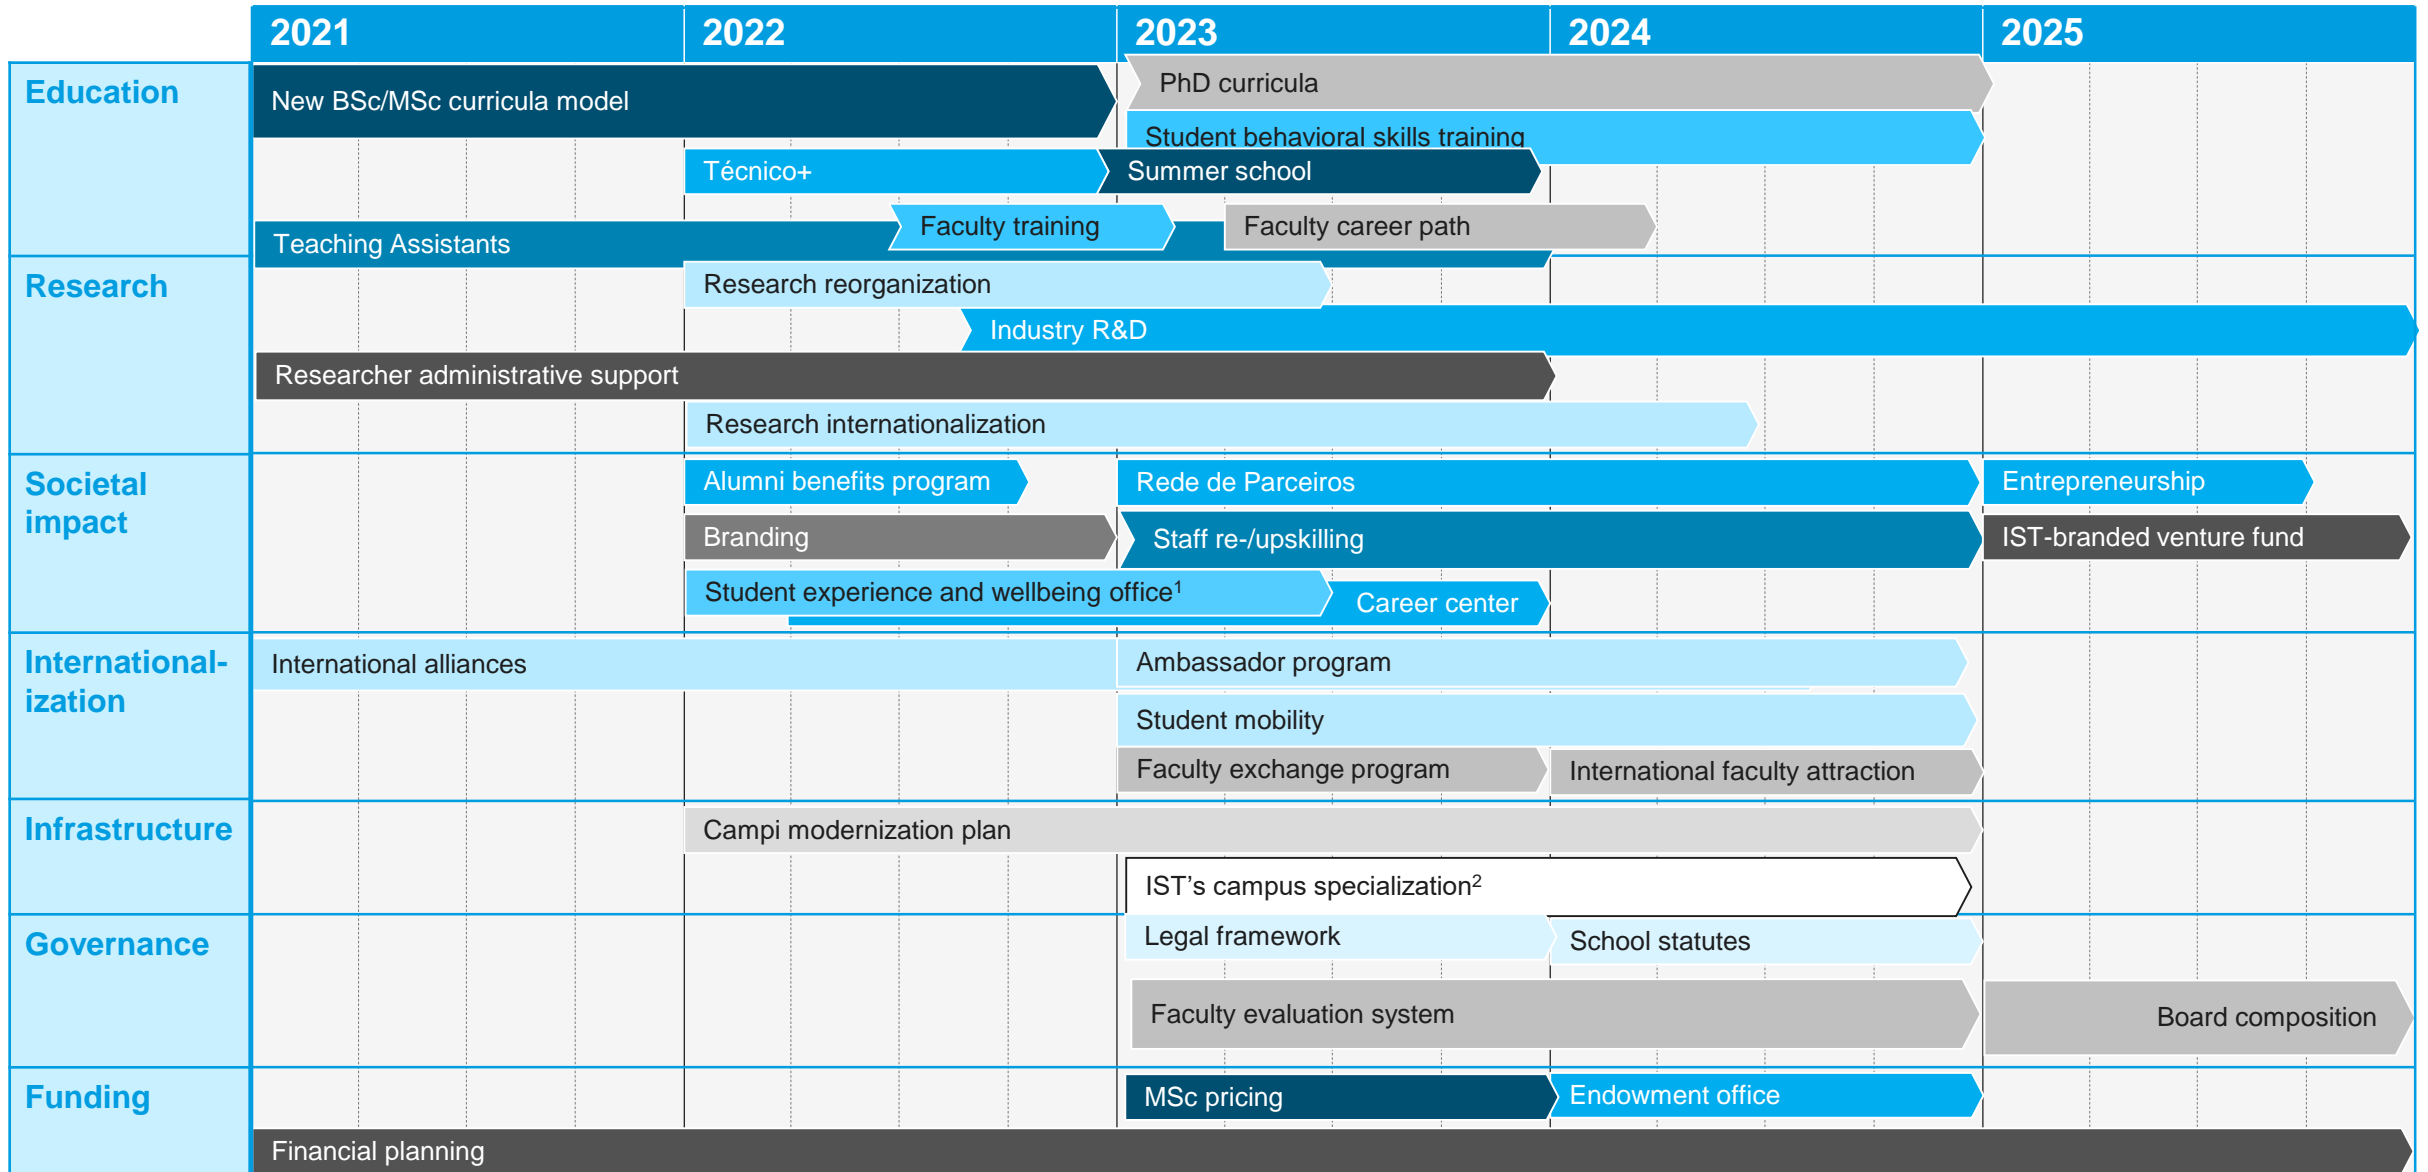 2021 2022 2023 2024 2025
Education
New BSc/MSc curricula model
PhD curricula
Student behavioral skills training
Técnico+
Summer school
Faculty training
Faculty career path
Teaching Assistants
Research
Research reorganization
Industry R&D
Researcher administrative support
Research internationalization
Societal
impact
Alumni benefits program
Rede de Parceiros
Entrepreneurship
Branding
Staff re-/upskilling
IST-branded venture fund
Student experience and wellbeing office¹
Career center
International-
ization
International alliances
Ambassador program
Student mobility
Faculty exchange program
International faculty attraction
Infrastructure
Campi modernization plan
IST’s campus specialization²
Governance
Legal framework
School statutes
Faculty evaluation system
Board composition
Funding
MSc pricing
Endowment office
Financial planning